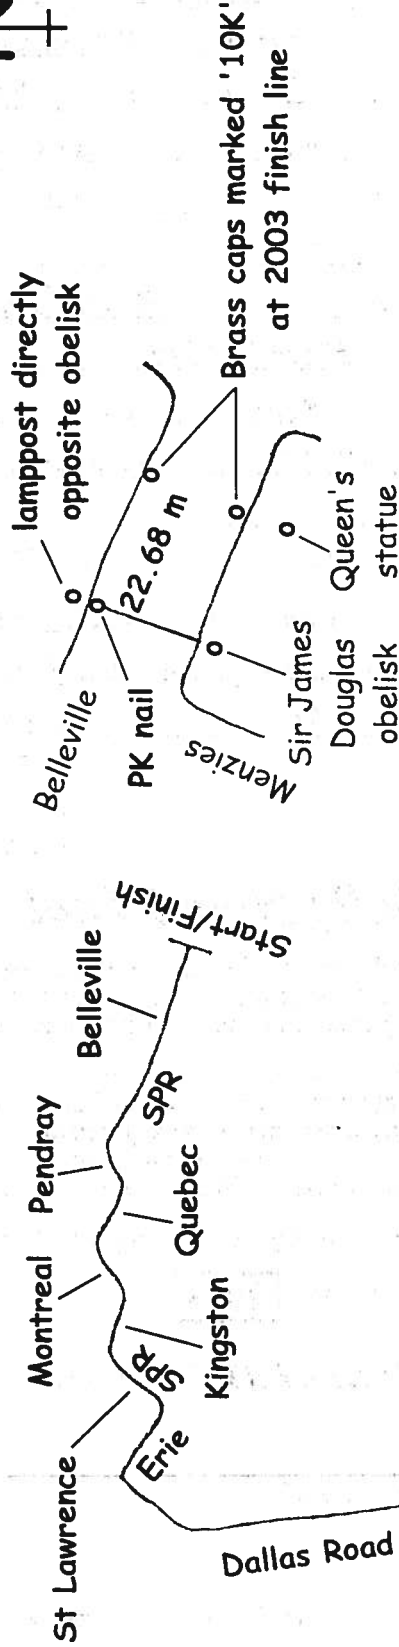 St Lawrence
Montreal
Pendray
Belleville
Start/Finish
SPR
Quebec
SPR
Kingston
Erie
Dallas Road
lamppost directly
opposite obelisk
Belleville
PK nail
22.68 m
Brass caps marked '10K'
at 2003 finish line
Menzies
Sir James
Douglas
obelisk
Queen's
statue